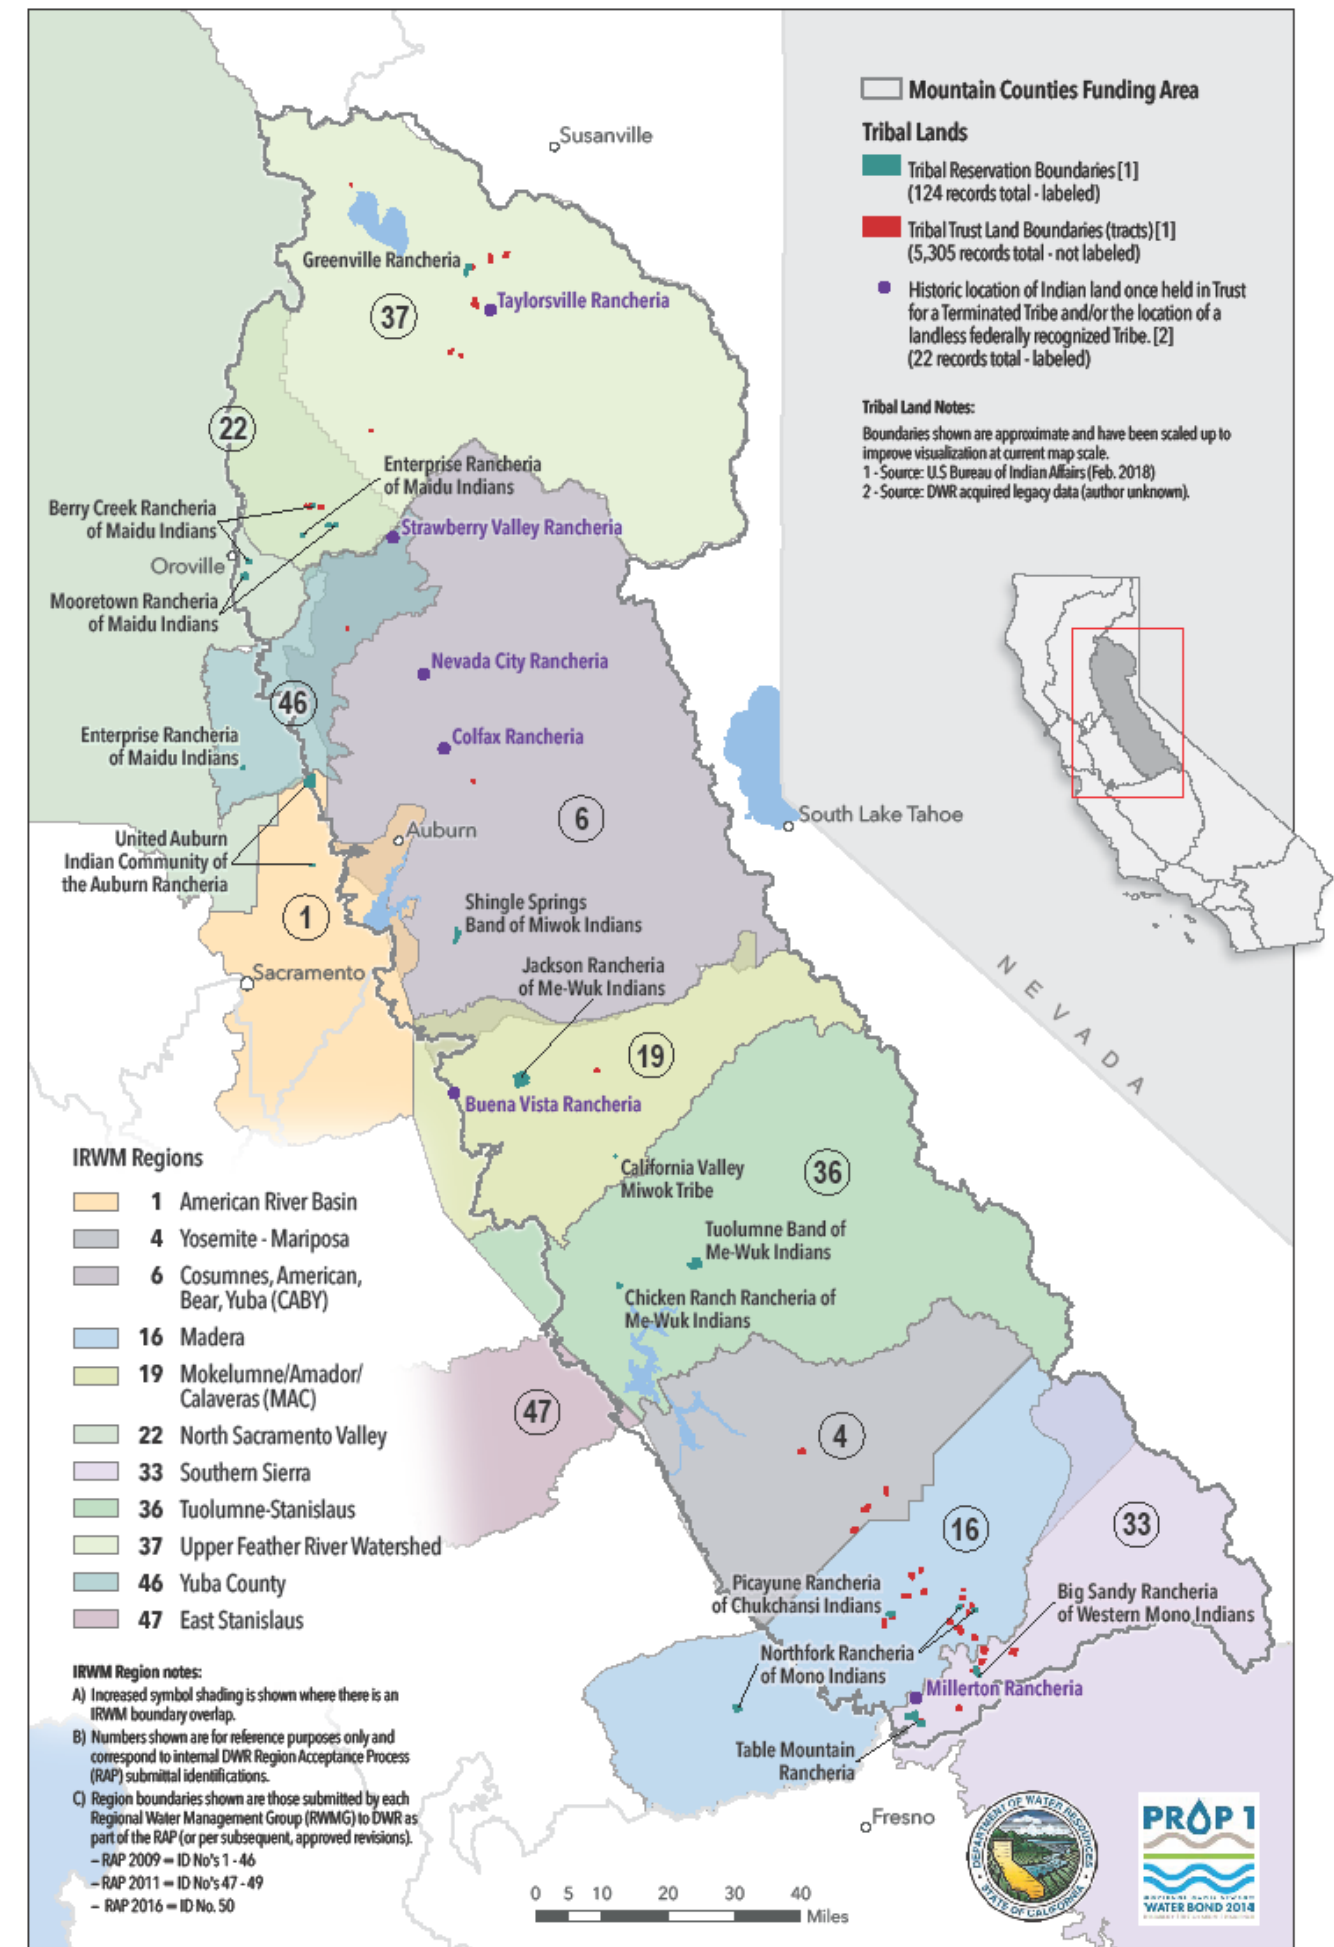 Mountain Counties Funding Area
Tribal Lands
Tribal Reservation Boundaries [1]
(124 records total - labeled)
Tribal Trust Land Boundaries (tracts) [1]
(5,305 records total - not labeled)
Historic location of Indian land once held in Trust
for a Terminated Tribe and/or the location of a
landless federally recognized Tribe. [2]
(22 records total - labeled)
Tribal Land Notes:
Boundaries shown are approximate and have been scaled up to
improve visualization at current map scale.
1 - Source: U.S Bureau of Indian Affairs (Feb. 2018)
2 - Source: DWR acquired legacy data (author unknown).
Susanville
Greenville Rancheria
Taylorsville Rancheria
37
22
Enterprise Rancheria
of Maidu Indians
Berry Creek Rancheria
of Maidu Indians
Strawberry Valley Rancheria
Oroville
Mooretown Rancheria
of Maidu Indians
Nevada City Rancheria
46
Enterprise Rancheria
of Maidu Indians
Colfax Rancheria
6
South Lake Tahoe
Auburn
United Auburn
Indian Community of
the Auburn Rancheria
1
Shingle Springs
Band of Miwok Indians
Sacramento
Jackson Rancheria
of Me-Wuk Indians
NEVADA
19
Buena Vista Rancheria
California Valley
Miwok Tribe
36
Tuolumne Band of
Me-Wuk Indians
Chicken Ranch Rancheria of
Me-Wuk Indians
47
4
16
33
Picayune Rancheria
of Chukchansi Indians
Big Sandy Rancheria
of Western Mono Indians
Northfork Rancheria
of Mono Indians
Millerton Rancheria
Table Mountain
Rancheria
Fresno
IRWM Regions
1 American River Basin
4 Yosemite - Mariposa
6 Cosumnes, American,
Bear, Yuba (CABY)
16 Madera
19 Mokelumne/Amador/
Calaveras (MAC)
22 North Sacramento Valley
33 Southern Sierra
36 Tuolumne-Stanislaus
37 Upper Feather River Watershed
46 Yuba County
47 East Stanislaus
IRWM Region notes:
A) Increased symbol shading is shown where there is an
IRWM boundary overlap.
B) Numbers shown are for reference purposes only and
correspond to internal DWR Region Acceptance Process
(RAP) submittal identifications.
C) Region boundaries shown are those submitted by each
Regional Water Management Group (RWMG) to DWR as
part of the RAP (or per subsequent, approved revisions).
– RAP 2009 = ID No's 1 - 46
– RAP 2011 = ID No's 47 - 49
– RAP 2016 = ID No. 50
0 5 10 20 30 40
Miles
DEPARTMENT OF WATER RESOURCES
STATE OF CALIFORNIA
PROP 1
WATER BOND 2014